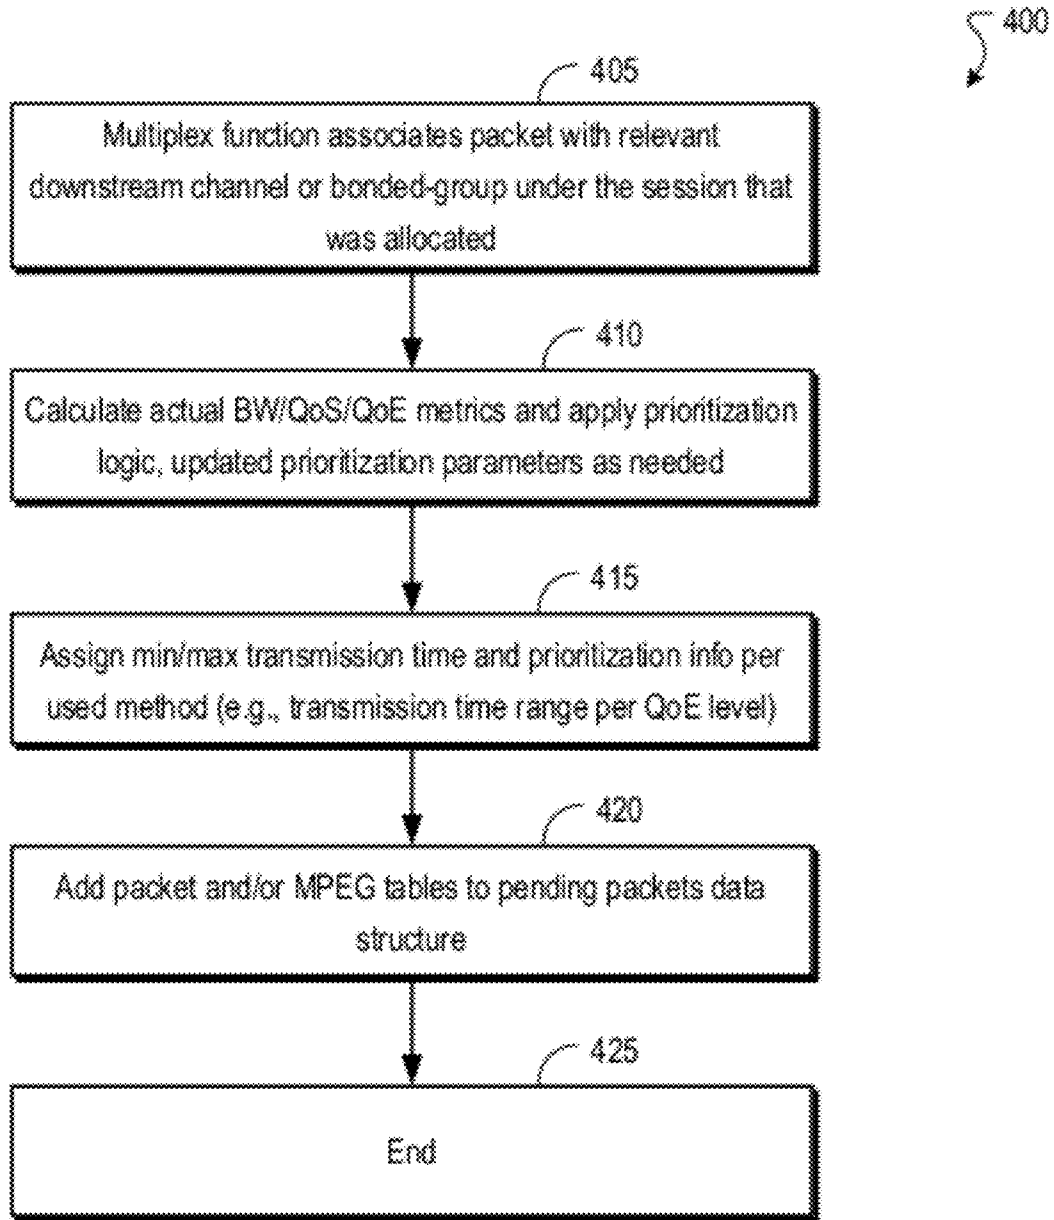 400
405
Multiplex function associates packet with relevant
downstream channel or bonded-group under the session that
was allocated
410
Calculate actual BW/QoS/QoE metrics and apply prioritization
logic, updated prioritization parameters as needed
415
Assign min/max transmission time and prioritization info per
used method (e.g., transmission time range per QoE level)
420
Add packet and/or MPEG tables to pending packets data
structure
425
End